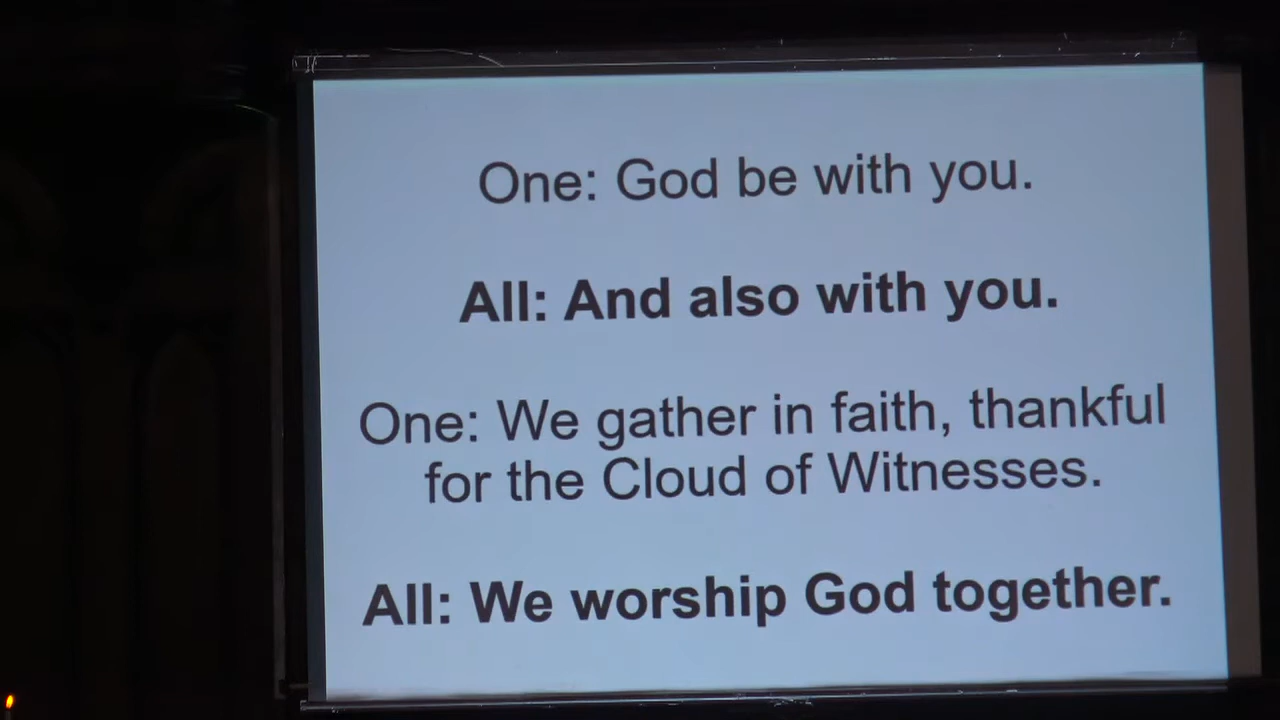 One: God be with you.
All: And also with you.
One: We gather in faith, thankful
for the Cloud of Witnesses.
All: We worship God together.